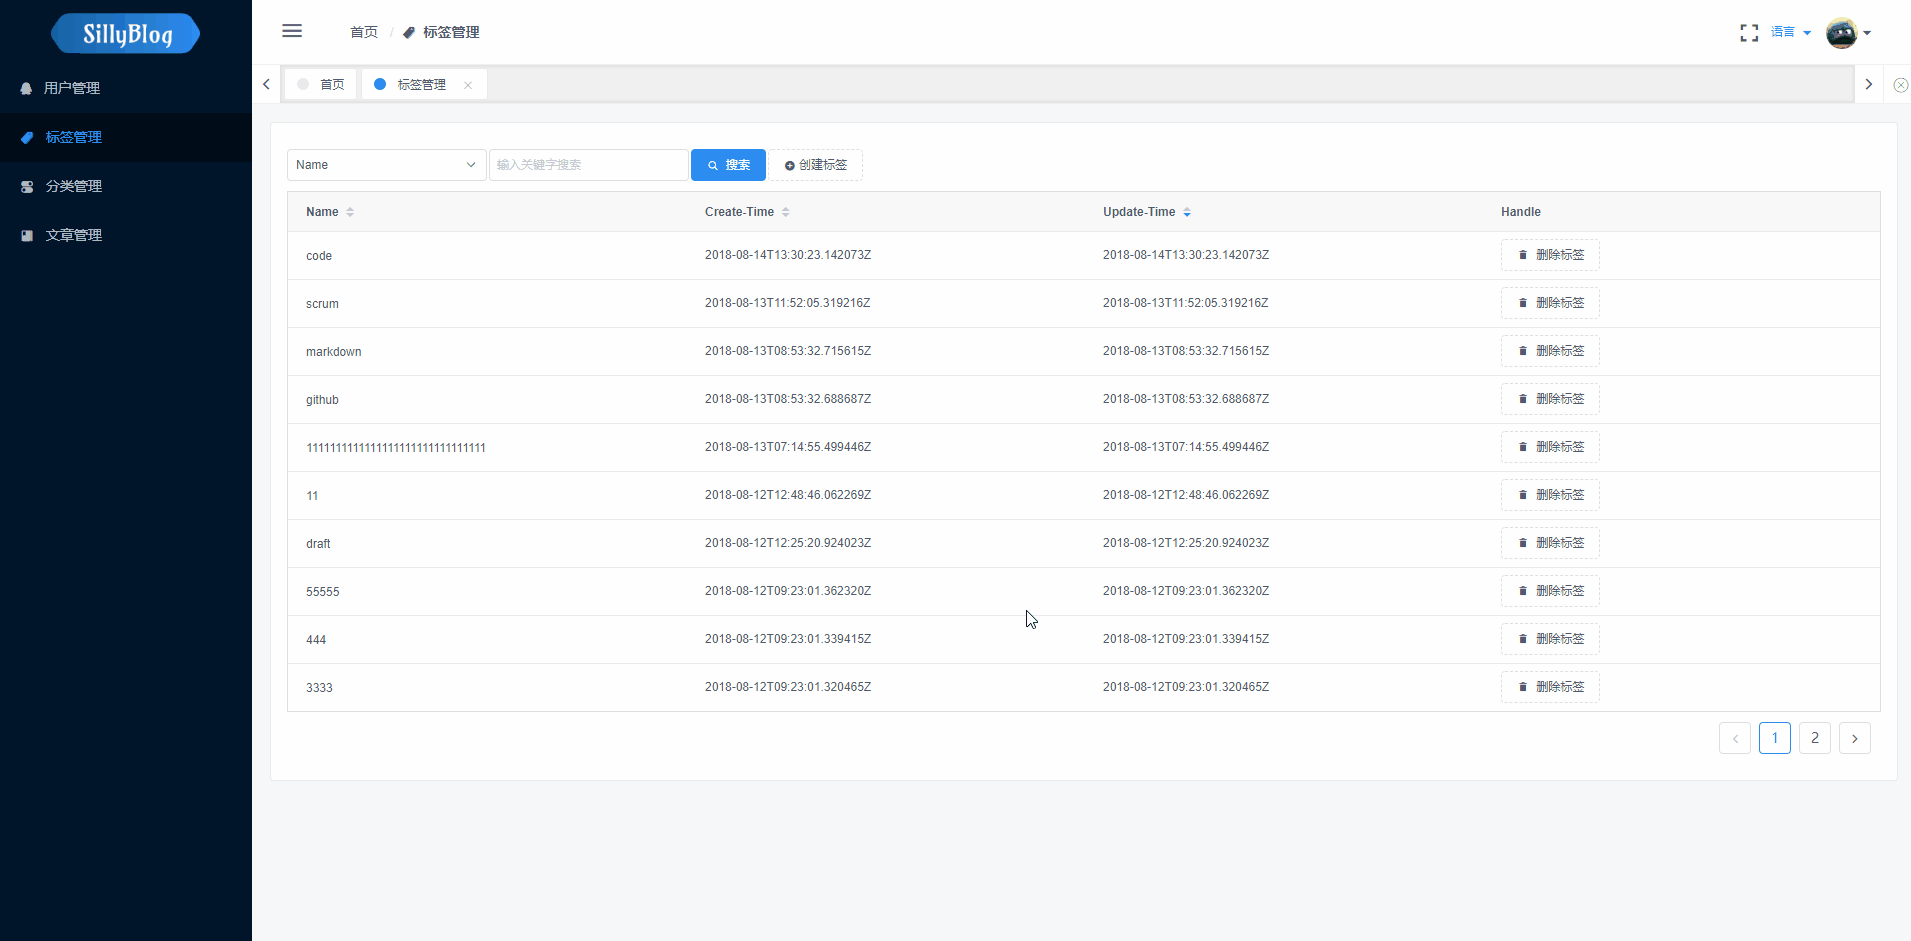 SillyBlog
用户管理
标签管理
分类管理
文章管理
首页 / 标签管理
语言
首页 标签管理
Name 输入关键字搜索 搜索 创建标签
Name Create-Time Update-Time Handle
code 2018-08-14T13:30:23.142073Z 2018-08-14T13:30:23.142073Z 删除标签
scrum 2018-08-13T11:52:05.319216Z 2018-08-13T11:52:05.319216Z 删除标签
markdown 2018-08-13T08:53:32.715615Z 2018-08-13T08:53:32.715615Z 删除标签
github 2018-08-13T08:53:32.688687Z 2018-08-13T08:53:32.688687Z 删除标签
2018-08-13T07:14:55.499446Z 2018-08-13T07:14:55.499446Z 删除标签
11 2018-08-12T12:48:46.062269Z 2018-08-12T12:48:46.062269Z 删除标签
draft 2018-08-12T12:25:20.924023Z 2018-08-12T12:25:20.924023Z 删除标签
55555 2018-08-12T09:23:01.362320Z 2018-08-12T09:23:01.362320Z 删除标签
444 2018-08-12T09:23:01.339415Z 2018-08-12T09:23:01.339415Z 删除标签
3333 2018-08-12T09:23:01.320465Z 2018-08-12T09:23:01.320465Z 删除标签
1 2